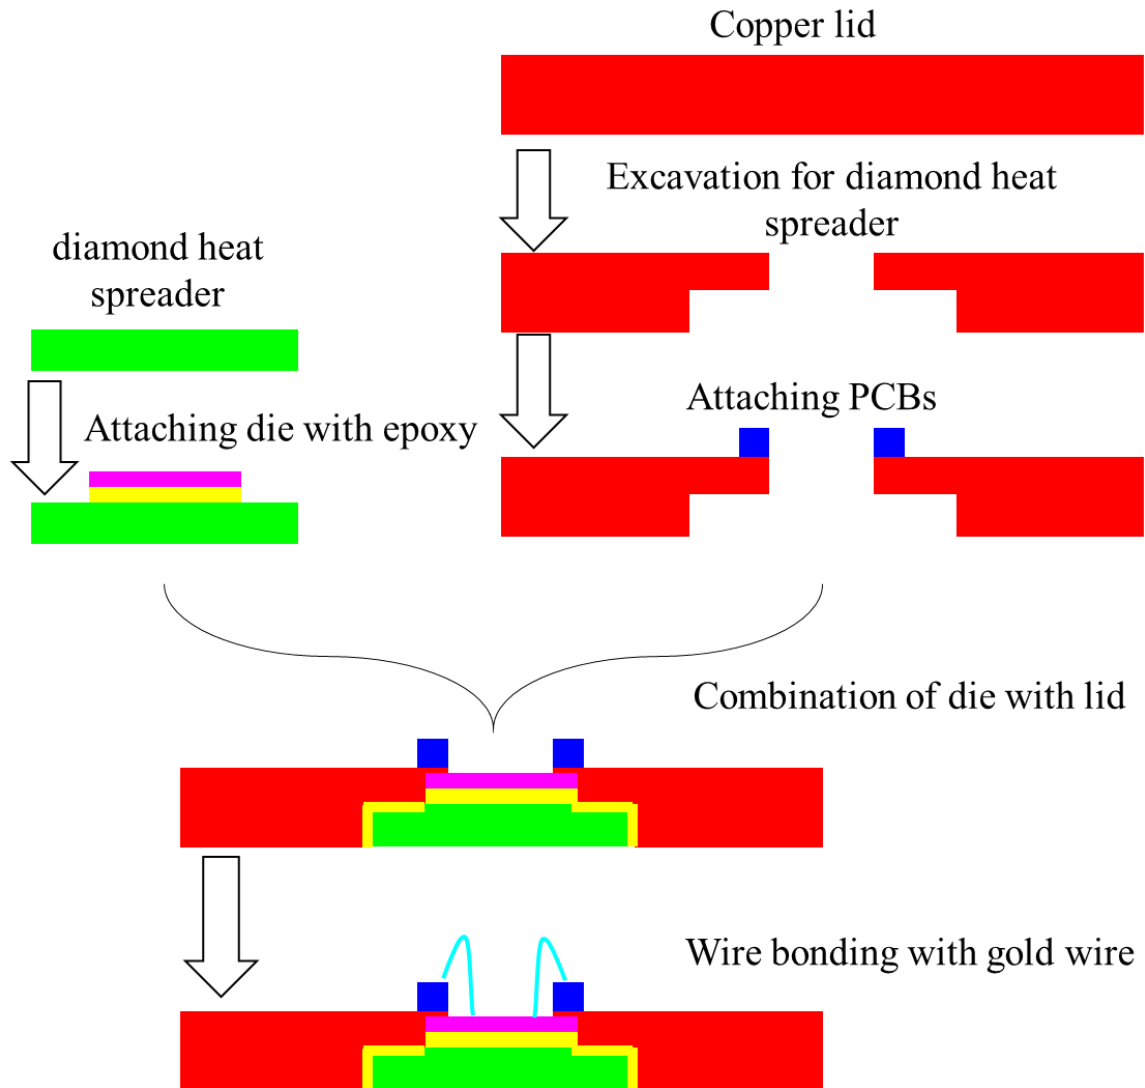 Copper lid
Excavation for diamond heat
spreader
diamond heat
spreader
Attaching PCBs
Attaching die with epoxy
Combination of die with lid
Wire bonding with gold wire